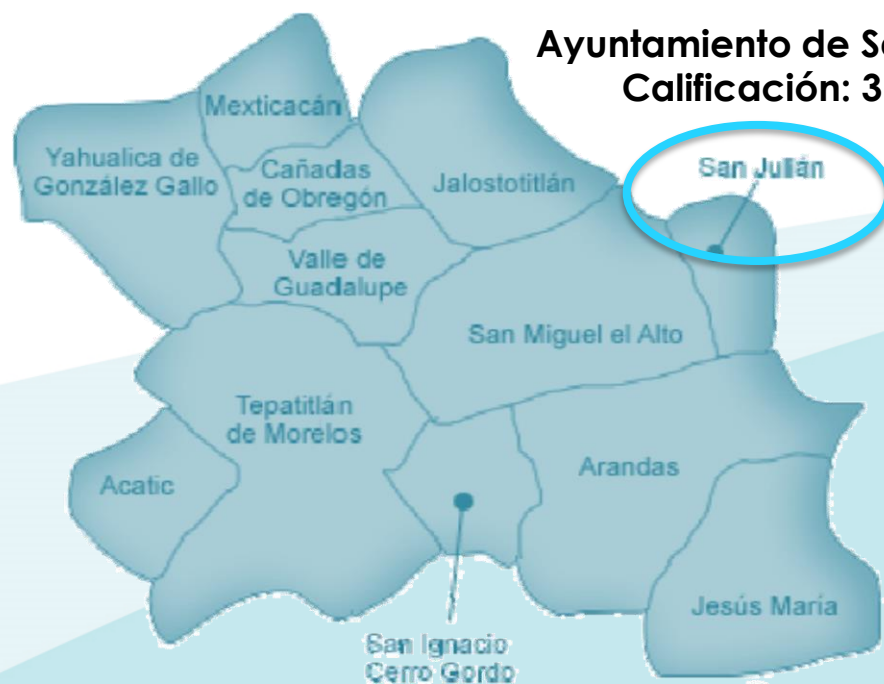 Ayuntamiento de
Calificación: 3
Mexticacán
Yahualica de
González Gallo
Cañadas
de Obregón
Jalostotitlán
San Julián
Valle de
Guadalupe
San Miguel el Alto
Tepatitlán
de Morelos
Acatic
Arandas
Jesús María
San Ignacio
Cerro Gordo